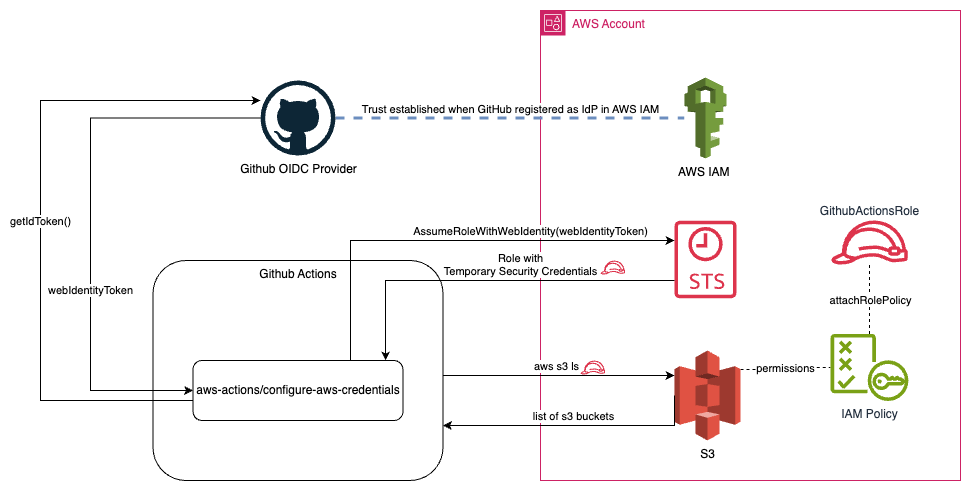 AWS Account
Trust established when GitHub registered as IdP in AWS IAM
Github OIDC Provider
AWS IAM
getIdToken()
GithubActionsRole
AssumeRoleWithWebIdentity(webIdentityToken)
Role with
Temporary Security Credentials
Github Actions
STS
webIdentityToken
attachRolePolicy
aws s3 ls
permissions
aws-actions/configure-aws-credentials
list of s3 buckets
IAM Policy
S3